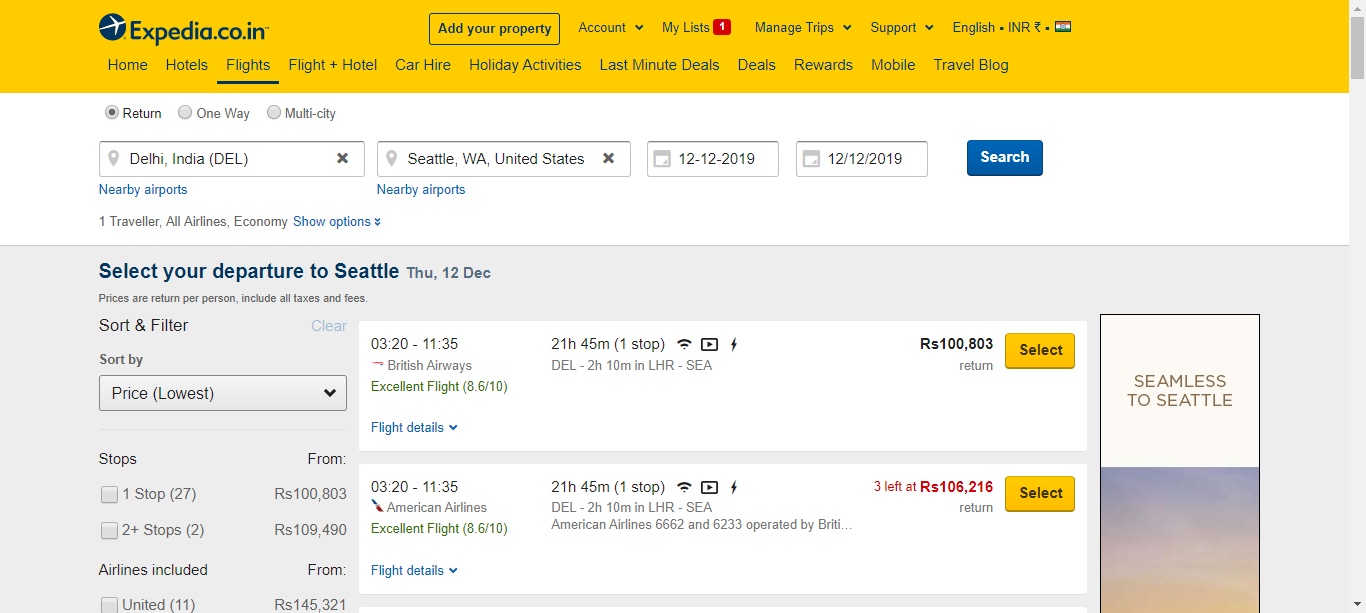 Expedia.co.in
Add your property
Account
My Lists 1
Manage Trips
Support
English ▪ INR ₹ ▪
Home
Hotels
Flights
Flight + Hotel
Car Hire
Holiday Activities
Last Minute Deals
Deals
Rewards
Mobile
Travel Blog
Return
One Way
Multi-city
Delhi, India (DEL)
Seattle, WA, United States
12-12-2019
12/12/2019
Search
Nearby airports
Nearby airports
1 Traveller, All Airlines, Economy Show options
Select your departure to Seattle Thu, 12 Dec
Prices are return per person, include all taxes and fees.
Sort & Filter
Clear
Sort by
Price (Lowest)
Stops From:
1 Stop (27) Rs100,803
2+ Stops (2) Rs109,490
Airlines included From:
United (11) Rs145,321
03:20 - 11:35
British Airways
Excellent Flight (8.6/10)
21h 45m (1 stop)
DEL - 2h 10m in LHR - SEA
Rs100,803
return
Select
Flight details
03:20 - 11:35
American Airlines
Excellent Flight (8.6/10)
21h 45m (1 stop)
DEL - 2h 10m in LHR - SEA
American Airlines 6662 and 6233 operated by Briti...
3 left at Rs106,216
return
Select
Flight details
SEAMLESS
TO SEATTLE